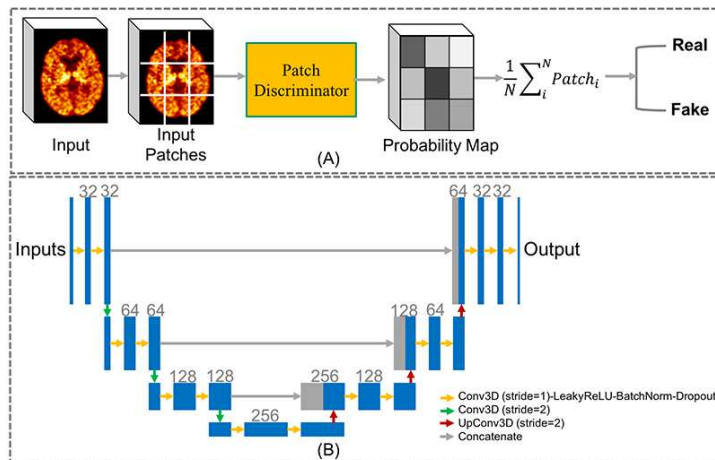 Input
Input
Patches
Patch
Discriminator
Probability Map
1/N ∑_i^N Patch_i
Real
Fake
(A)
32 32
64 32 32
Inputs
Output
64 64
128 64
128 128
256 128
256
Conv3D (stride=1)-LeakyReLU-BatchNorm-Dropout
Conv3D (stride=2)
UpConv3D (stride=2)
Concatenate
(B)